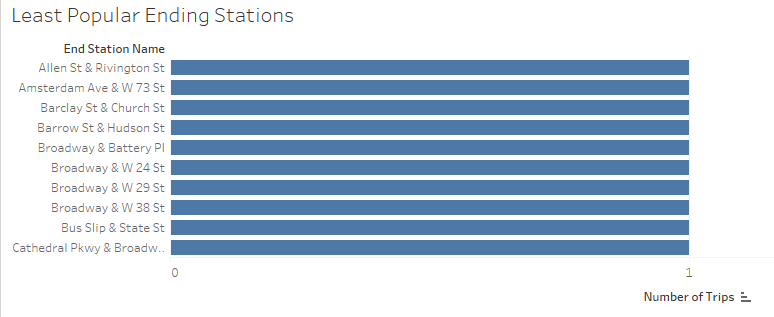 Least Popular Ending Stations
End Station Name
Allen St & Rivington St
Amsterdam Ave & W 73 St
Barclay St & Church St
Barrow St & Hudson St
Broadway & Battery Pl
Broadway & W 24 St
Broadway & W 29 St
Broadway & W 38 St
Bus Slip & State St
Cathedral Pkwy & Broadw..
0 1
Number of Trips